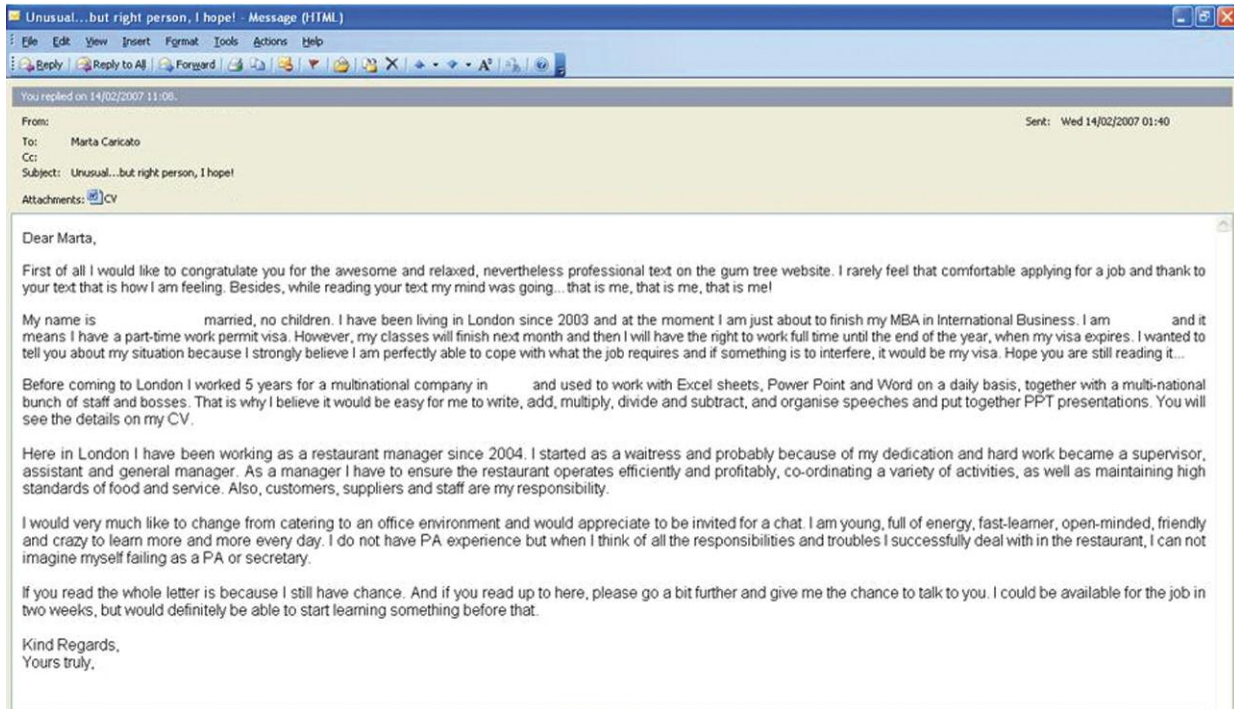 Unusual...but right person, I hope! - Message (HTML)
File Edit View Insert Format Tools Actions Help
Reply Reply to All Forward
You replied on 14/02/2007 11:08.
From: Sent: Wed 14/02/2007 01:40
To: Marta Caricato
Cc:
Subject: Unusual...but right person, I hope!
Attachments: CV
Dear Marta,
First of all I would like to congratulate you for the awesome and relaxed, nevertheless professional text on the gum tree website. I rarely feel that comfortable applying for a job and thank to
your text that is how I am feeling. Besides, while reading your text my mind was going... that is me, that is me, that is me!
My name is married, no children. I have been living in London since 2003 and at the moment I am just about to finish my MBA in International Business. I am and it
means I have a part-time work permit visa. However, my classes will finish next month and then I will have the right to work full time until the end of the year, when my visa expires. I wanted to
tell you about my situation because I strongly believe I am perfectly able to cope with what the job requires and if something is to interfere, it would be my visa. Hope you are still reading it...
Before coming to London I worked 5 years for a multinational company in and used to work with Excel sheets, Power Point and Word on a daily basis, together with a multi-national
bunch of staff and bosses. That is why I believe it would be easy for me to write, add, multiply, divide and subtract, and organise speeches and put together PPT presentations. You will
see the details on my CV.
Here in London I have been working as a restaurant manager since 2004. I started as a waitress and probably because of my dedication and hard work became a supervisor,
assistant and general manager. As a manager I have to ensure the restaurant operates efficiently and profitably, co-ordinating a variety of activities, as well as maintaining high
standards of food and service. Also, customers, suppliers and staff are my responsibility.
I would very much like to change from catering to an office environment and would appreciate to be invited for a chat. I am young, full of energy, fast-learner, open-minded, friendly
and crazy to learn more and more every day. I do not have PA experience but when I think of all the responsibilities and troubles I successfully deal with in the restaurant, I can not
imagine myself failing as a PA or secretary.
If you read the whole letter is because I still have chance. And if you read up to here, please go a bit further and give me the chance to talk to you. I could be available for the job in
two weeks, but would definitely be able to start learning something before that.
Kind Regards,
Yours truly,